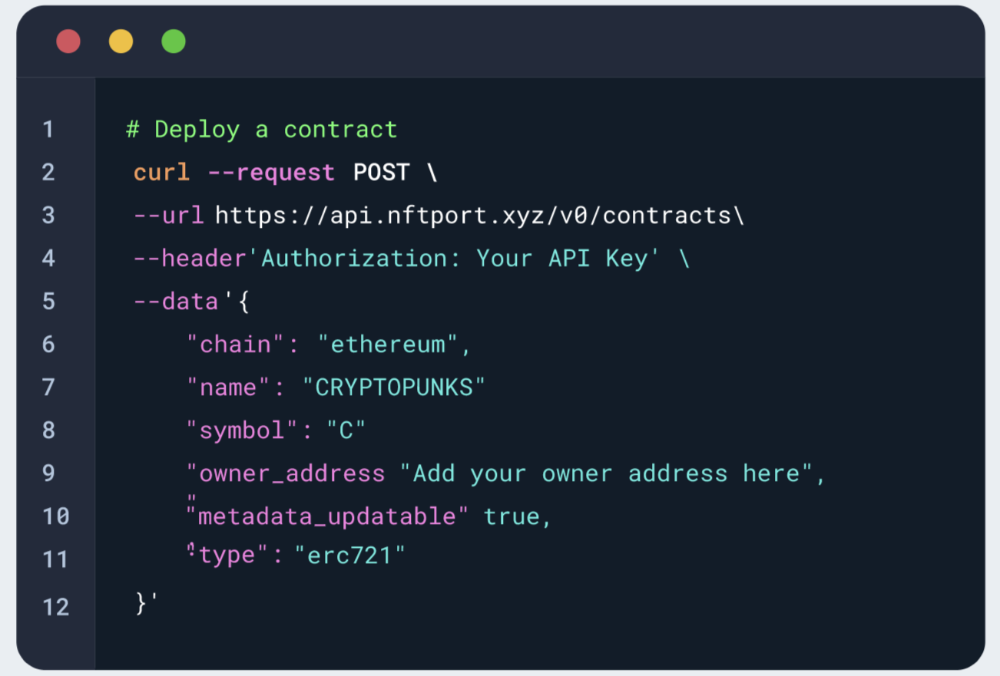 1 # Deploy a contract
2 curl --request POST \
3 --url https://api.nftport.xyz/v0/contracts\
4 --header'Authorization: Your API Key' \
5 --data'{
6 "chain": "ethereum",
7 "name": "CRYPTOPUNKS"
8 "symbol": "C"
9 "owner_address "Add your owner address here",
"
10 "metadata_updatable" true,
11 "type": "erc721"
12 }'